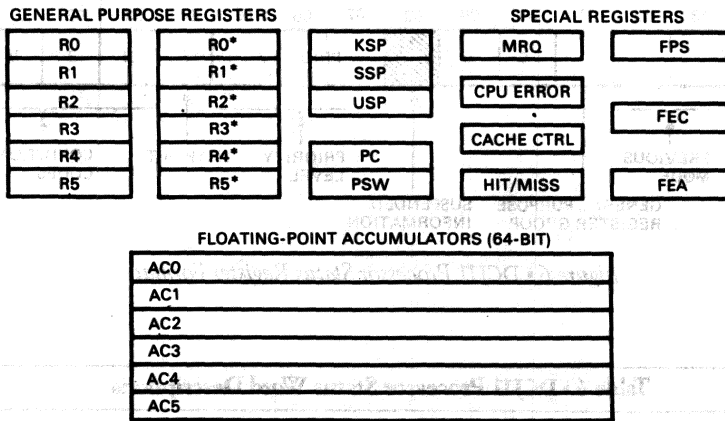 GENERAL PURPOSE REGISTERS
SPECIAL REGISTERS
R0 R0* KSP MRQ FPS
R1 R1* SSP
R2 R2* USP CPU ERROR
R3 R3* CACHE CTRL FEC
R4 R4* PC
R5 R5* PSW HIT/MISS FEA
FLOATING-POINT ACCUMULATORS (64-BIT)
AC0
AC1
AC2
AC3
AC4
AC5